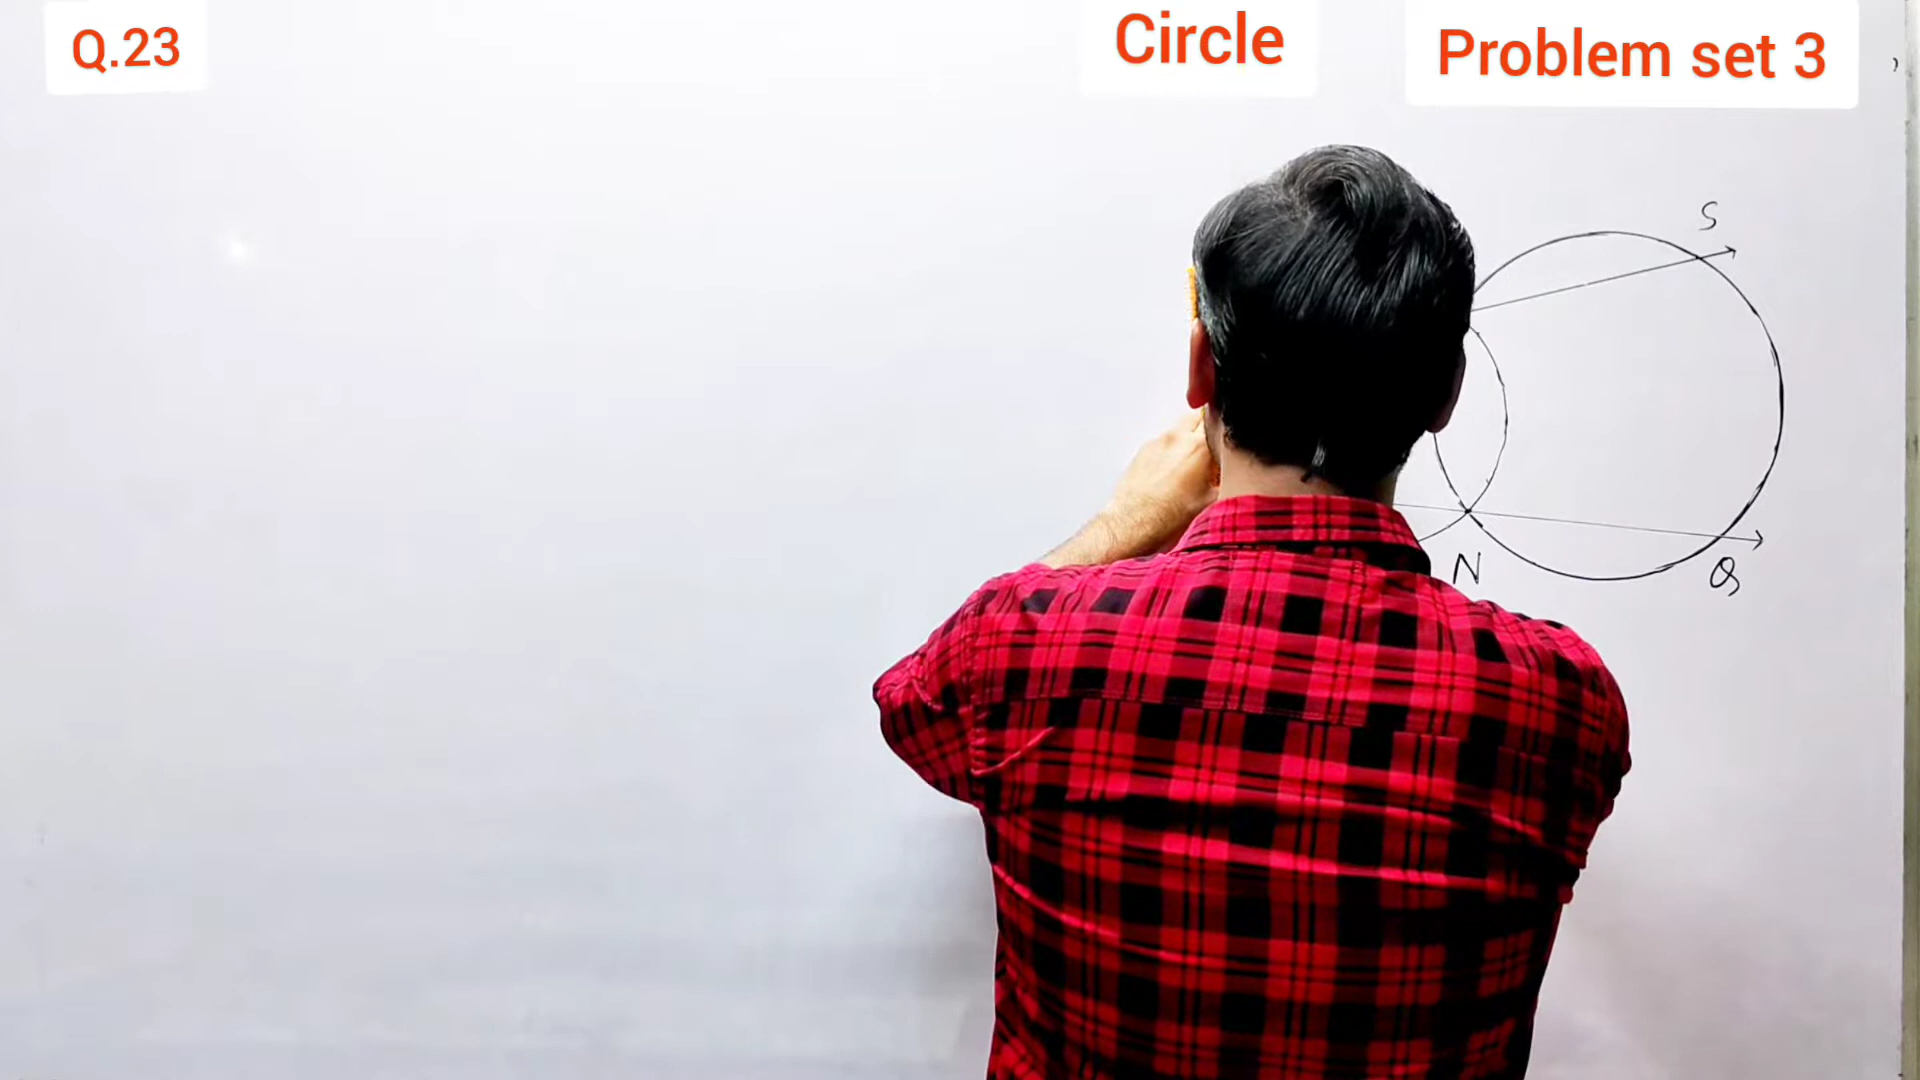 Q.23
Circle
Problem set 3
S
N
Q